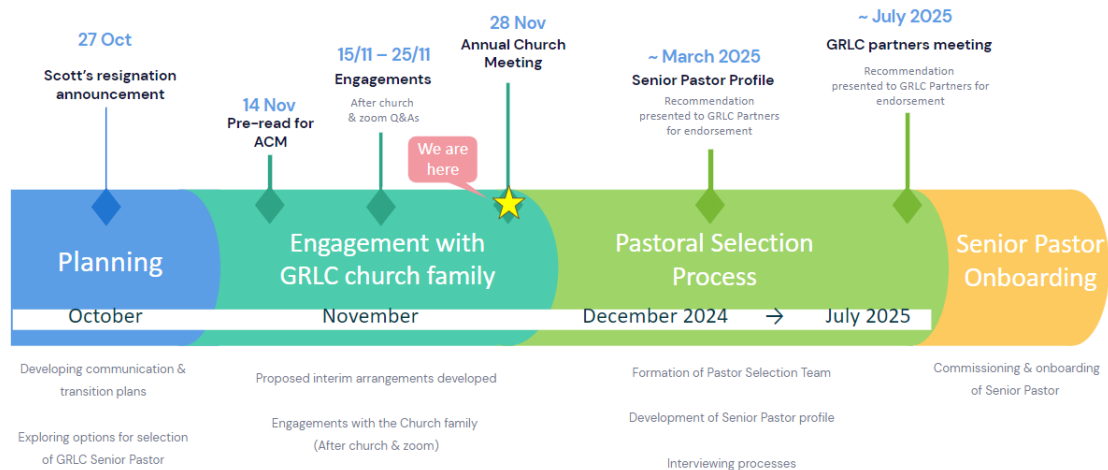 27 Oct
Scott's resignation
announcement
14 Nov
Pre-read for
ACM
15/11 – 25/11
Engagements
After church
& zoom Q&As
We are
here
28 Nov
Annual Church
Meeting
~ March 2025
Senior Pastor Profile
Recommendation
presented to GRLC Partners
for endorsement
~ July 2025
GRLC partners meeting
Recommendation
presented to GRLC Partners for
endorsement
Planning
Engagement with
GRLC church family
Pastoral Selection
Process
Senior Pastor
Onboarding
October
November
December 2024 → July 2025
Developing communication &
transition plans
Exploring options for selection
of GRLC Senior Pastor
Proposed interim arrangements developed
Engagements with the Church family
(After church & zoom)
Formation of Pastor Selection Team
Development of Senior Pastor profile
Interviewing processes
Commissioning & onboarding
of Senior Pastor